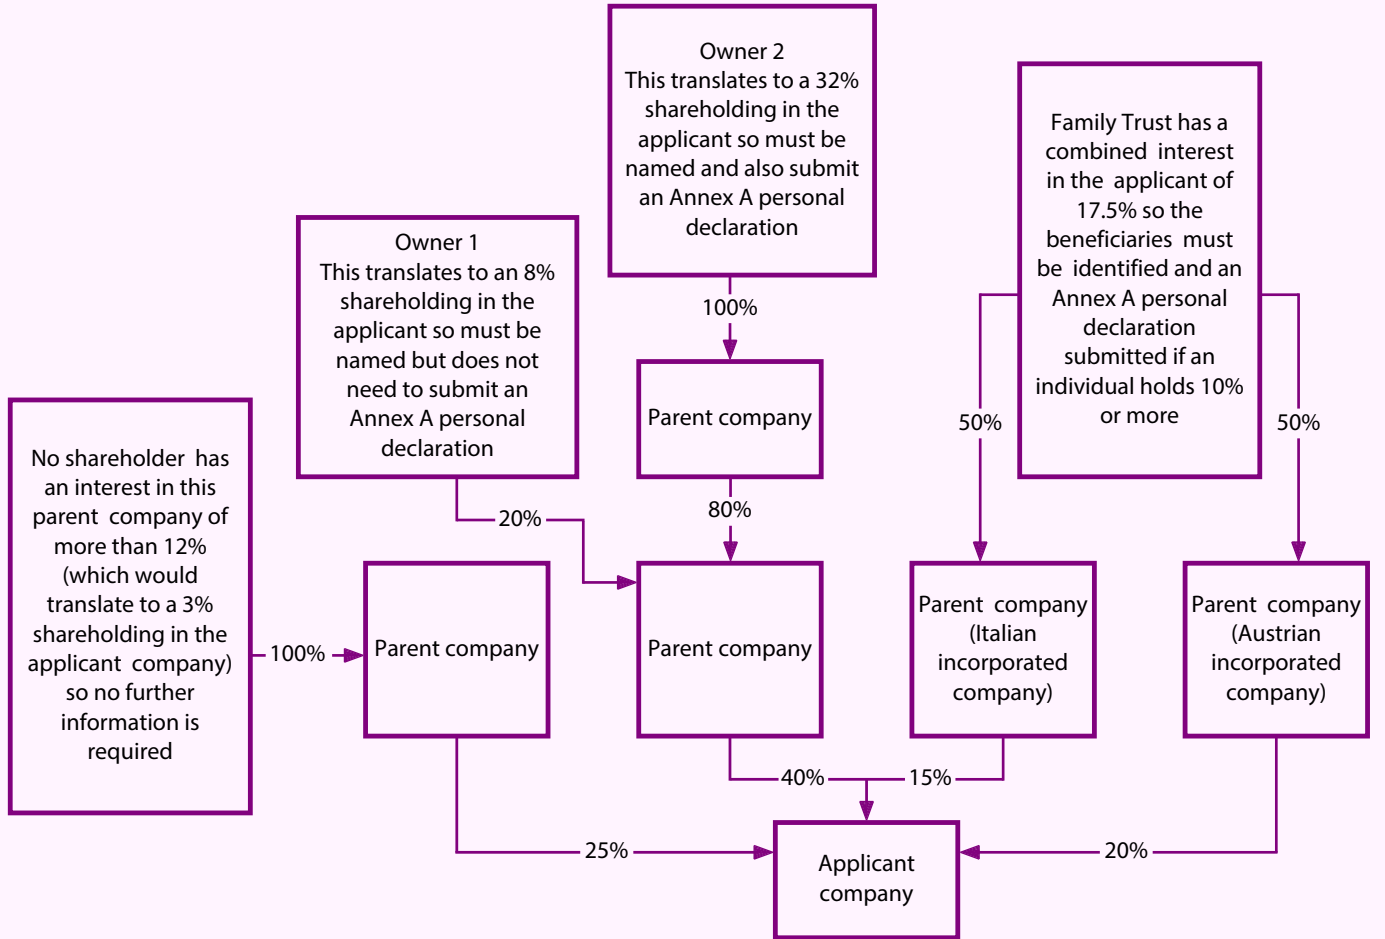 Owner 2
This translates to a 32%
shareholding in the
applicant so must be
named and also submit
an Annex A personal
declaration
Family Trust has a
combined interest
in the applicant of
17.5% so the
beneficiaries must
be identified and an
Annex A personal
declaration
submitted if an
individual holds 10%
or more
Owner 1
This translates to an 8%
shareholding in the
applicant so must be
named but does not
need to submit an
Annex A personal
declaration
100%
Parent company
50%
50%
No shareholder has
an interest in this
parent company of
more than 12%
(which would
translate to a 3%
shareholding in the
applicant company)
so no further
information is
required
20%
80%
100%
Parent company
Parent company
Parent company
(Italian
incorporated
company)
Parent company
(Austrian
incorporated
company)
40%
15%
25%
20%
Applicant
company